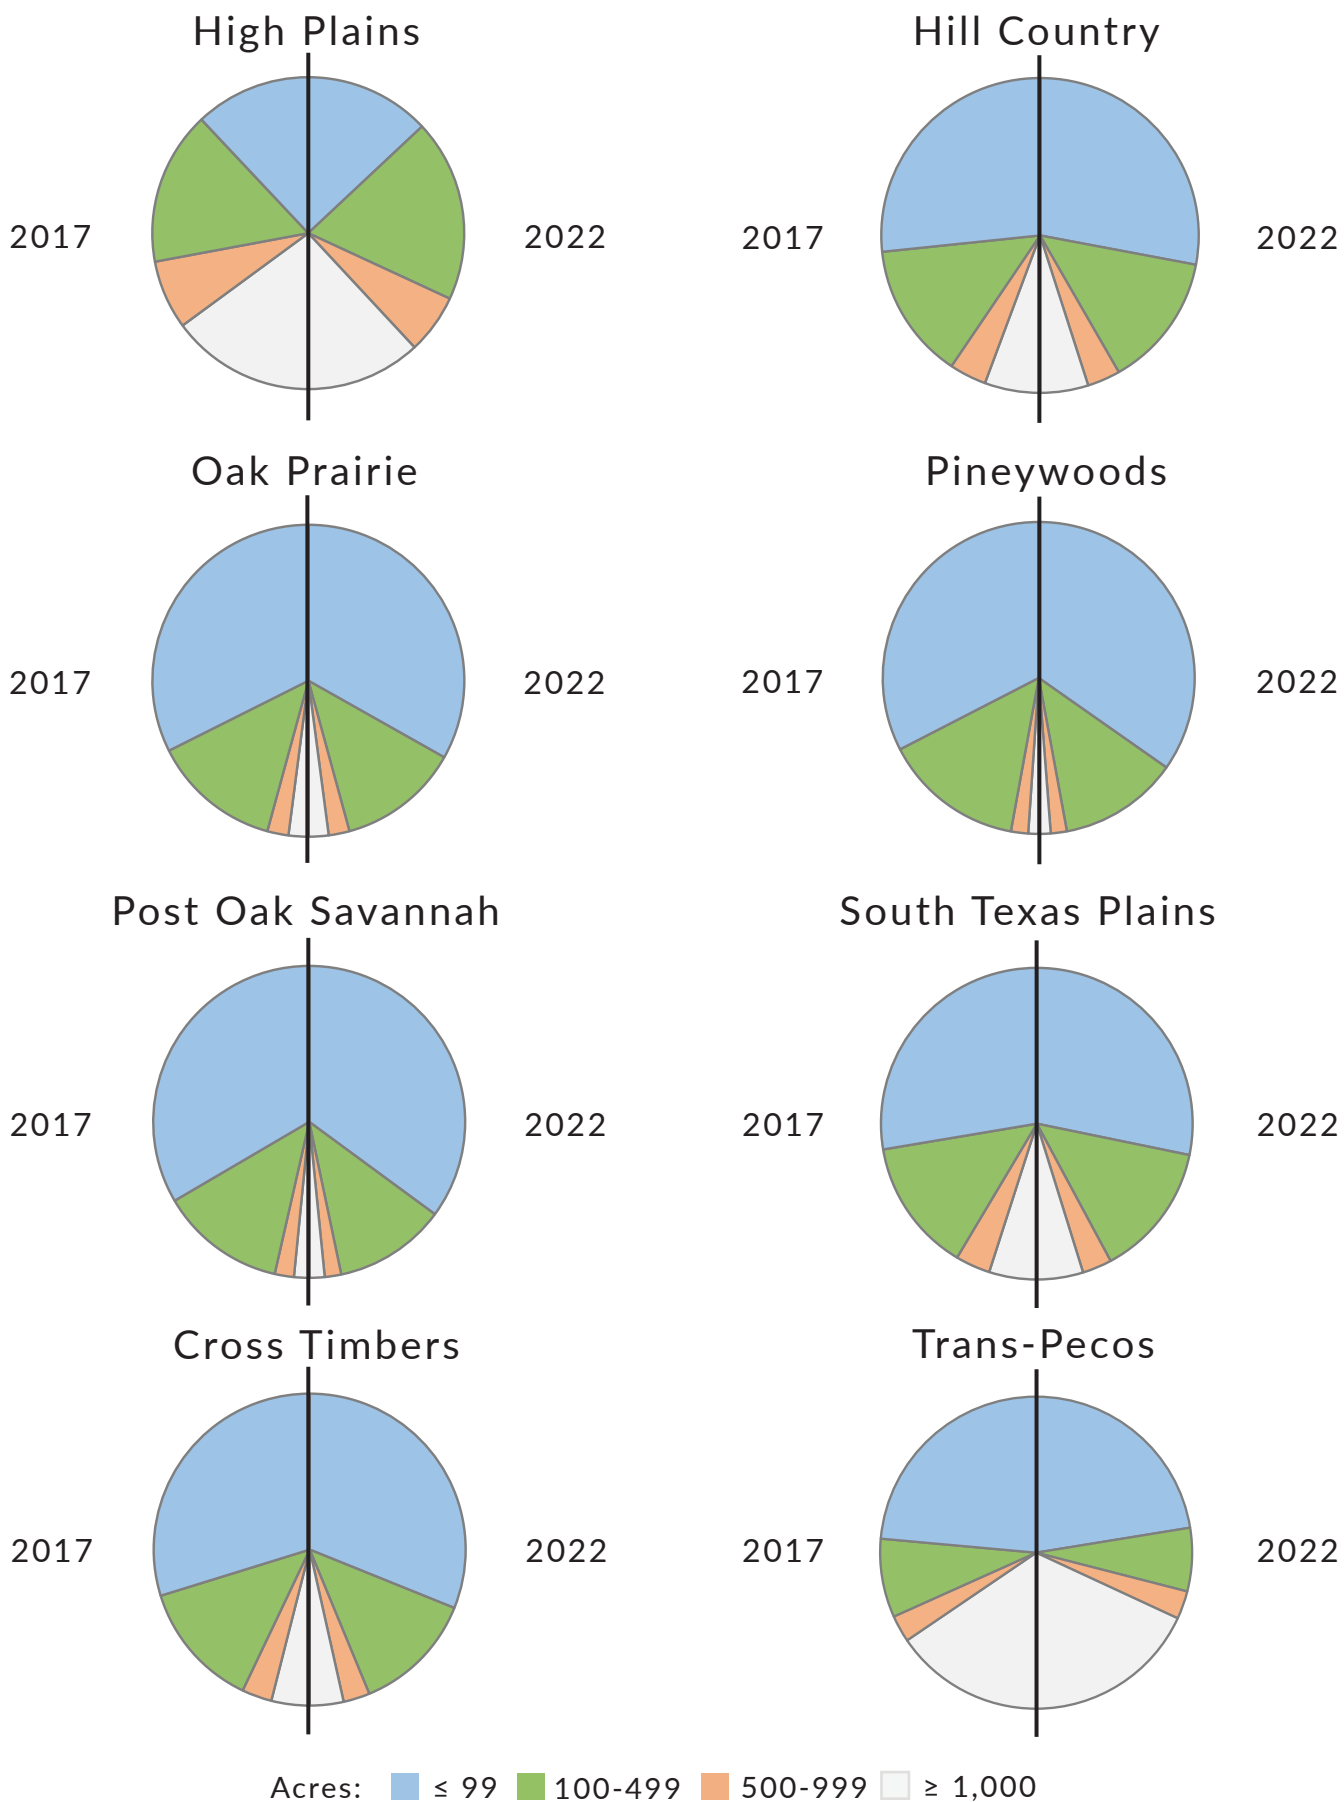 High Plains
Hill Country
2017
2022
2017
2022
Oak Prairie
Pineywoods
2017
2022
2017
2022
Post Oak Savannah
South Texas Plains
2017
2022
2017
2022
Cross Timbers
Trans-Pecos
2017
2022
2017
2022
Acres: ≤ 99 100-499 500-999 ≥ 1,000